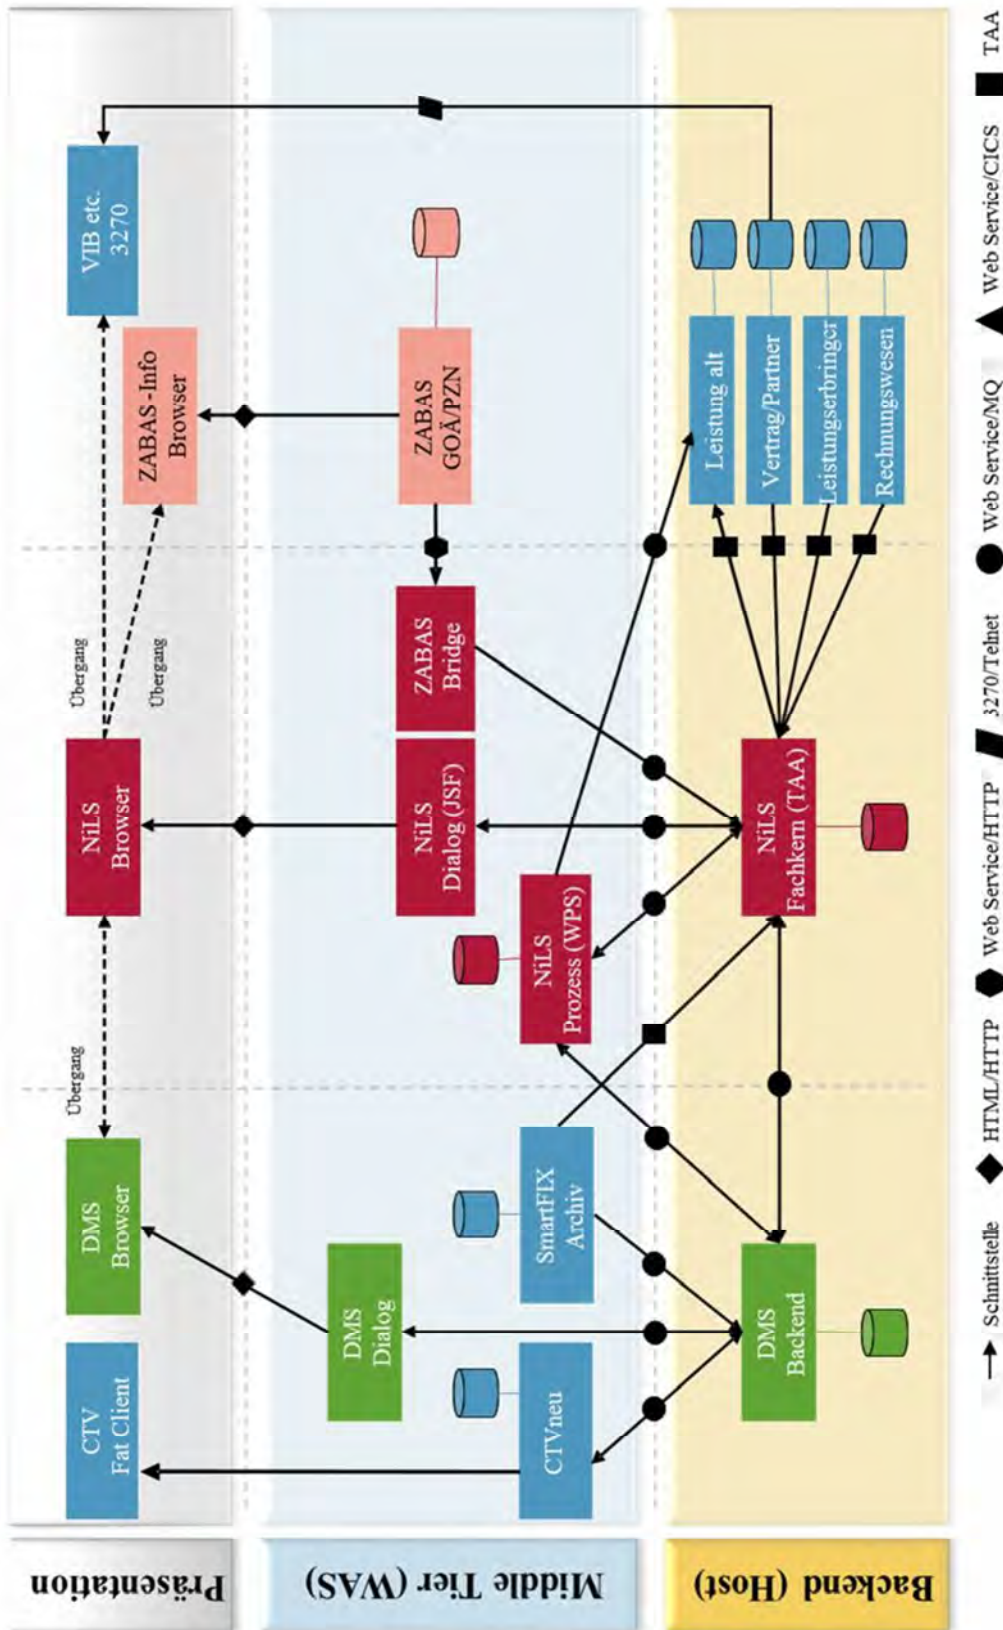 Präsentation
CTV
Fat Client
DMS
Browser
Übergang
NiLS
Browser
Übergang
Übergang
ZABAS -Info
Browser
VIB etc.
3270
Middle Tier (WAS)
DMS
Dialog
CTVneu
SmartFIX
Archiv
NiLS
Prozess (WPS)
NiLS
Dialog (JSF)
ZABAS
Bridge
ZABAS
GOÄ/PZN
Backend (Host)
DMS
Backend
NiLS
Fachkern (TAA)
Leistung alt
Vertrag/Partner
Leistungserbringer
Rechnungswesen
Schnittstelle
HTML/HTTP
Web Service/HTTP
3270/Telnet
Web Service/MQ
Web Service/CICS
TAA